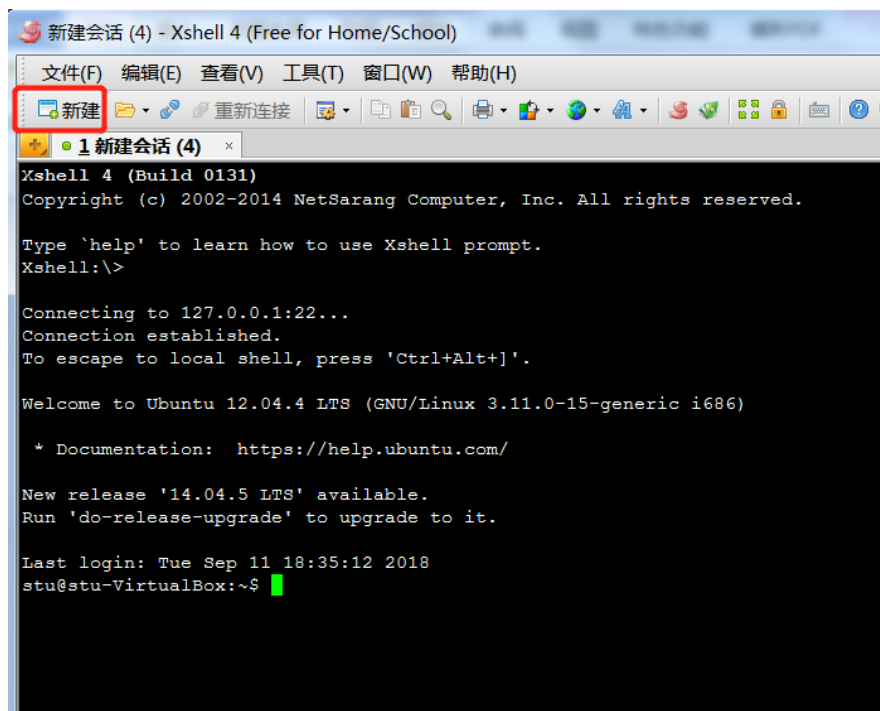 新建会话 (4) - Xshell 4 (Free for Home/School)
文件(F) 编辑(E) 查看(V) 工具(T) 窗口(W) 帮助(H)
新建 重新连接
1 新建会话 (4) ×
Xshell 4 (Build 0131)
Copyright (c) 2002-2014 NetSarang Computer, Inc. All rights reserved.
Type `help' to learn how to use Xshell prompt.
Xshell:\>
Connecting to 127.0.0.1:22...
Connection established.
To escape to local shell, press 'Ctrl+Alt+]'.
Welcome to Ubuntu 12.04.4 LTS (GNU/Linux 3.11.0-15-generic i686)
* Documentation:  https://help.ubuntu.com/
New release '14.04.5 LTS' available.
Run 'do-release-upgrade' to upgrade to it.
Last login: Tue Sep 11 18:35:12 2018
stu@stu-VirtualBox:~$